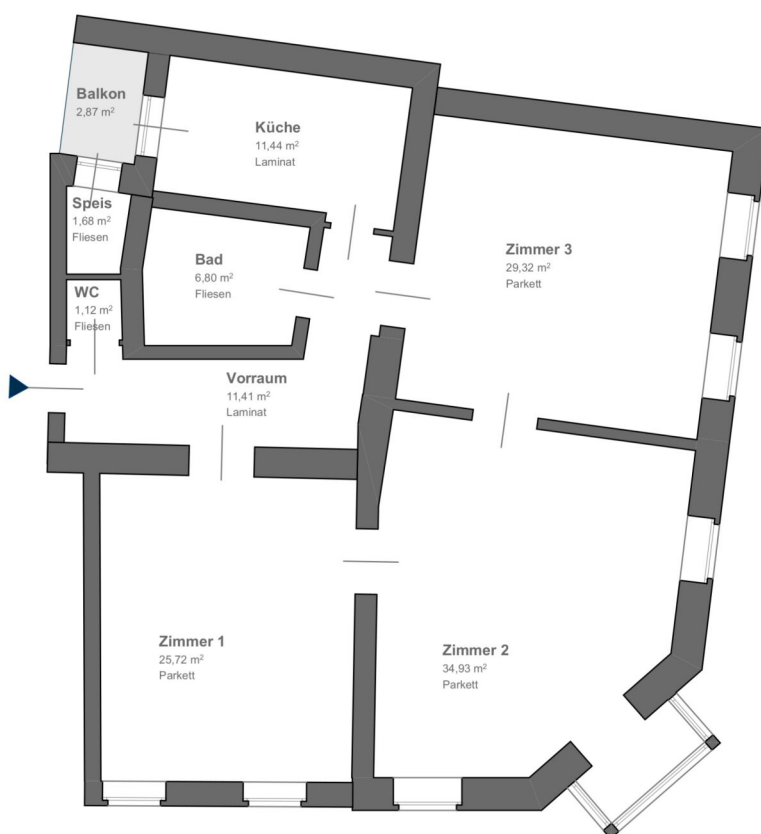 Balkon
2,87 m²
Küche
11,44 m²
Laminat
Speis
1,68 m²
Fliesen
Bad
6,80 m²
Fliesen
Zimmer 3
29,32 m²
Parkett
WC
1,12 m²
Fliesen
Vorraum
11,41 m²
Laminat
Zimmer 1
25,72 m²
Parkett
Zimmer 2
34,93 m²
Parkett